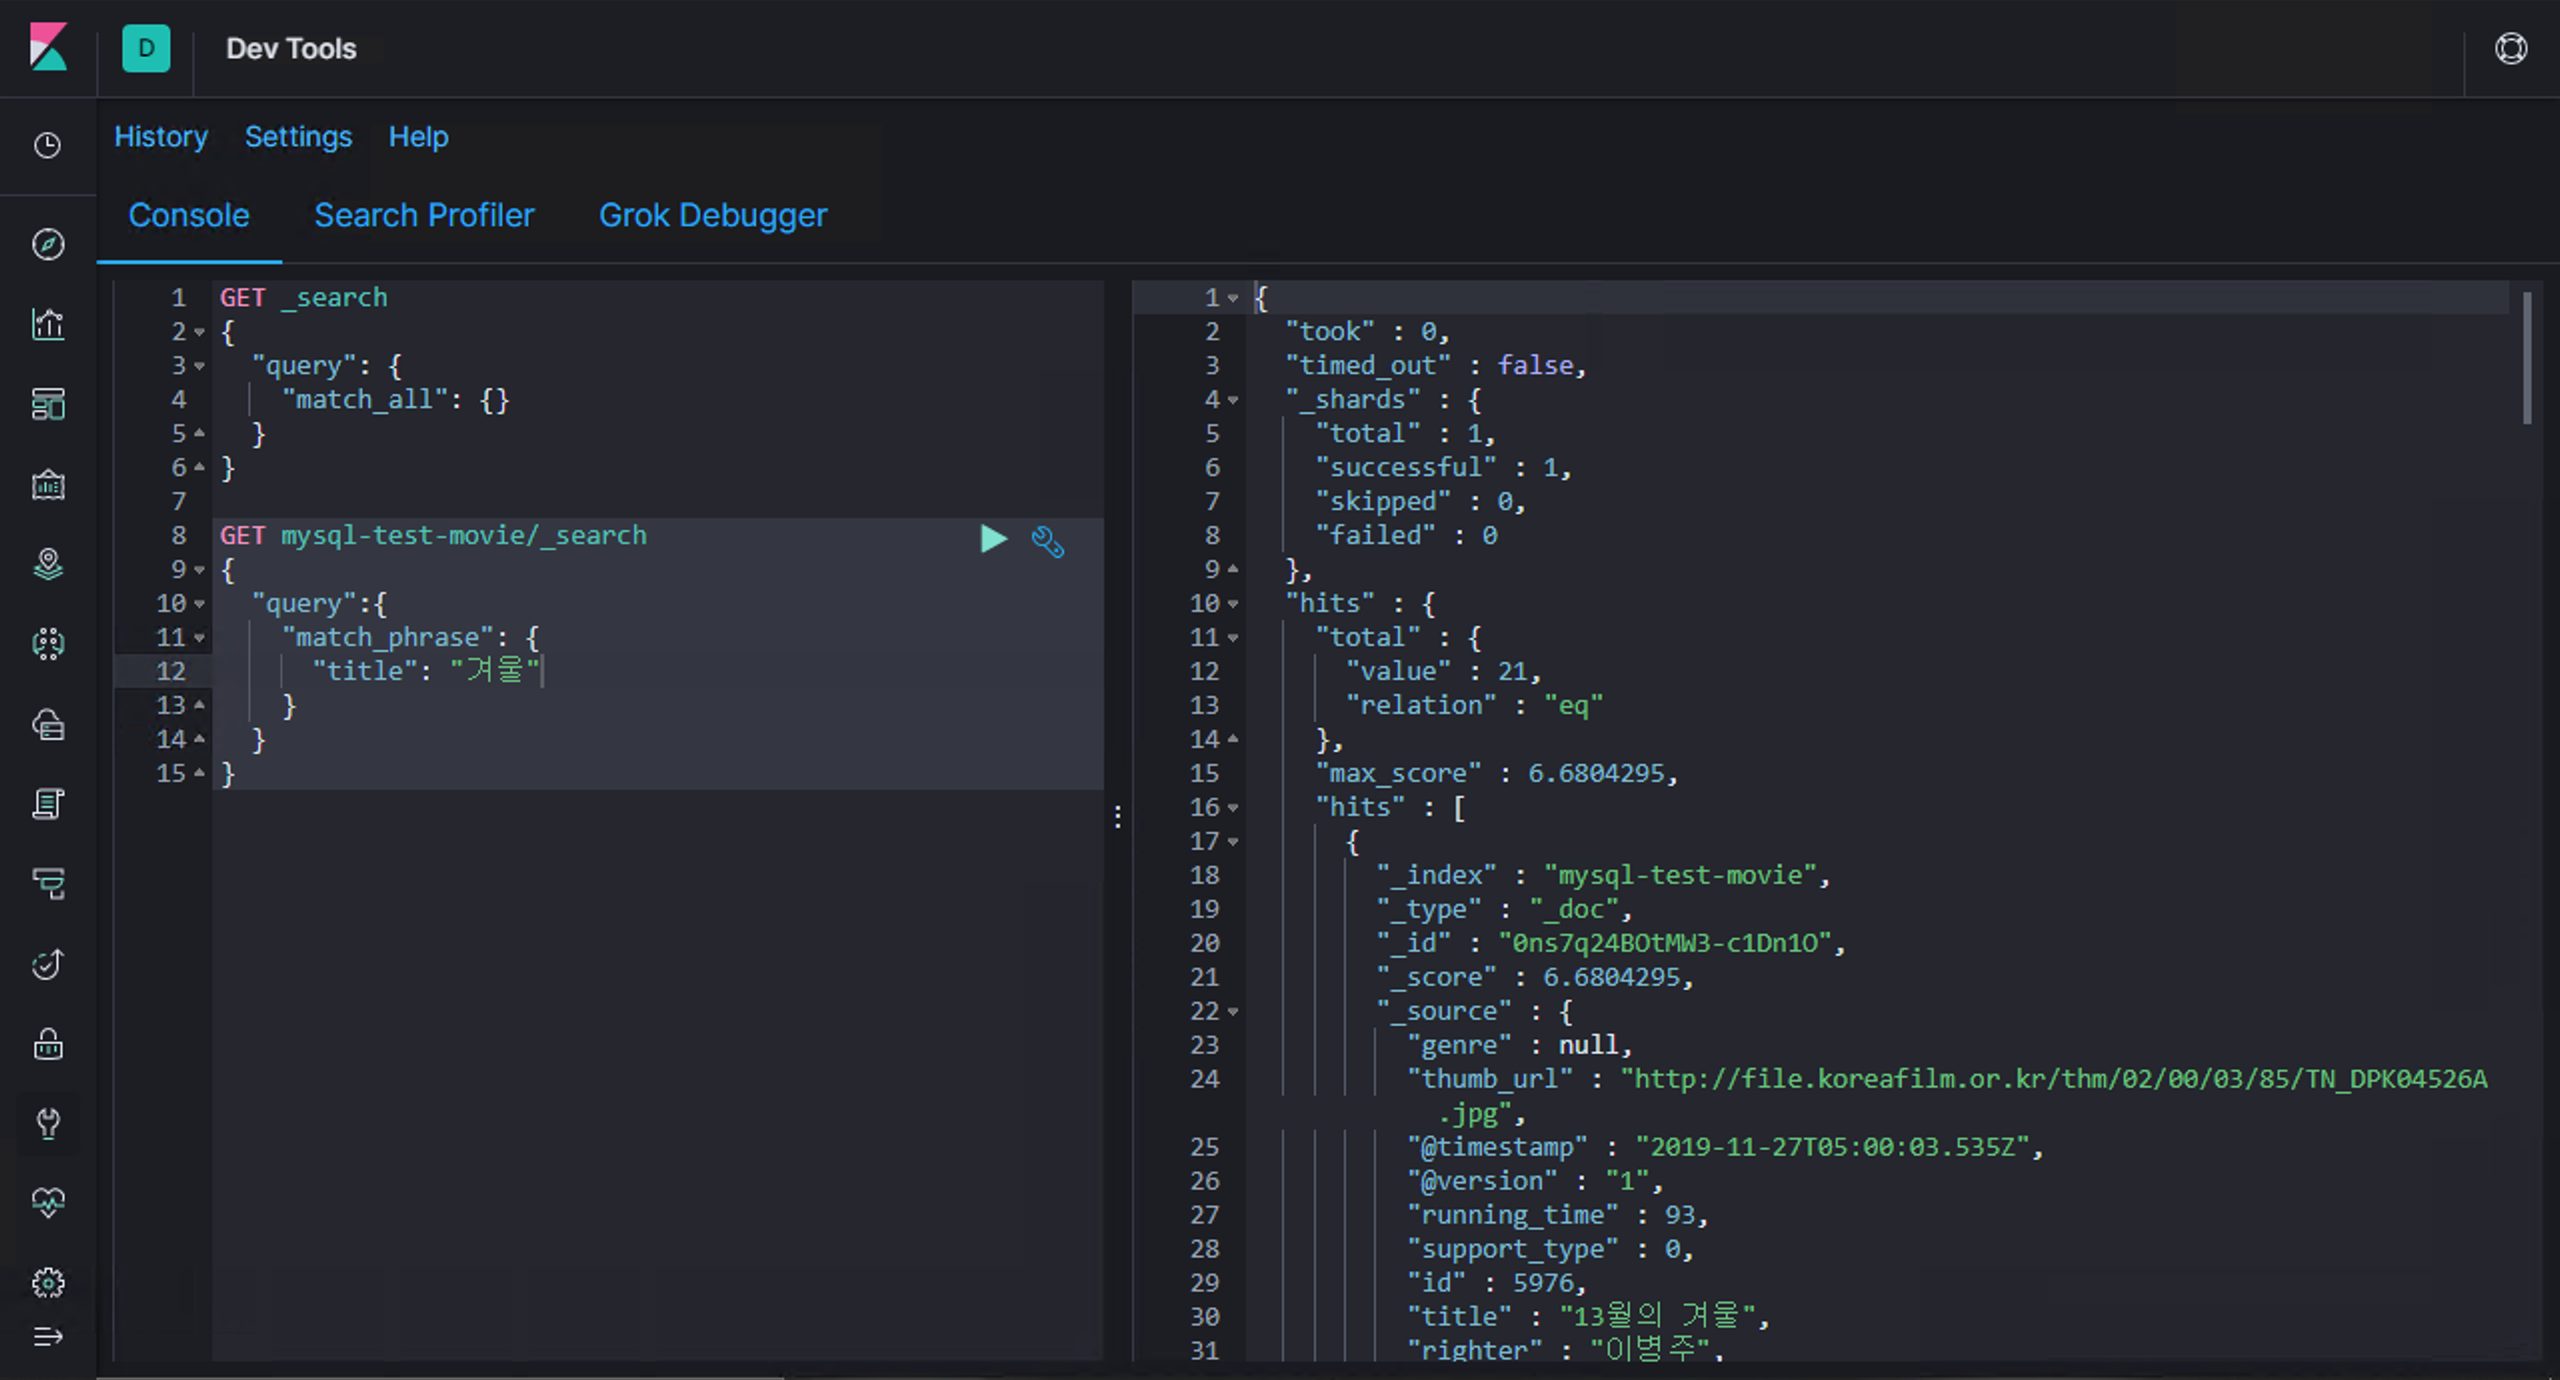 D Dev Tools
History Settings Help
Console Search Profiler Grok Debugger
1 GET _search
2 {
3 "query": {
4 "match_all": {}
5 }
6 }
7
8 GET mysql-test-movie/_search
9 {
10 "query":{
11 "match_phrase": {
12 "title": "겨울"
13 }
14 }
15 }
1 {
2 "took" : 0,
3 "timed_out" : false,
4 "_shards" : {
5 "total" : 1,
6 "successful" : 1,
7 "skipped" : 0,
8 "failed" : 0
9 },
10 "hits" : {
11 "total" : {
12 "value" : 21,
13 "relation" : "eq"
14 },
15 "max_score" : 6.6804295,
16 "hits" : [
17 {
18 "_index" : "mysql-test-movie",
19 "_type" : "_doc",
20 "_id" : "0ns7q24BOtMW3-c1Dn1O",
21 "_score" : 6.6804295,
22 "_source" : {
23 "genre" : null,
24 "thumb_url" : "http://file.koreafilm.or.kr/thm/02/00/03/85/TN_DPK04526A
.jpg",
25 "@timestamp" : "2019-11-27T05:00:03.535Z",
26 "@version" : "1",
27 "running_time" : 93,
28 "support_type" : 0,
29 "id" : 5976,
30 "title" : "13월의 겨울",
31 "righter" : "이병주",